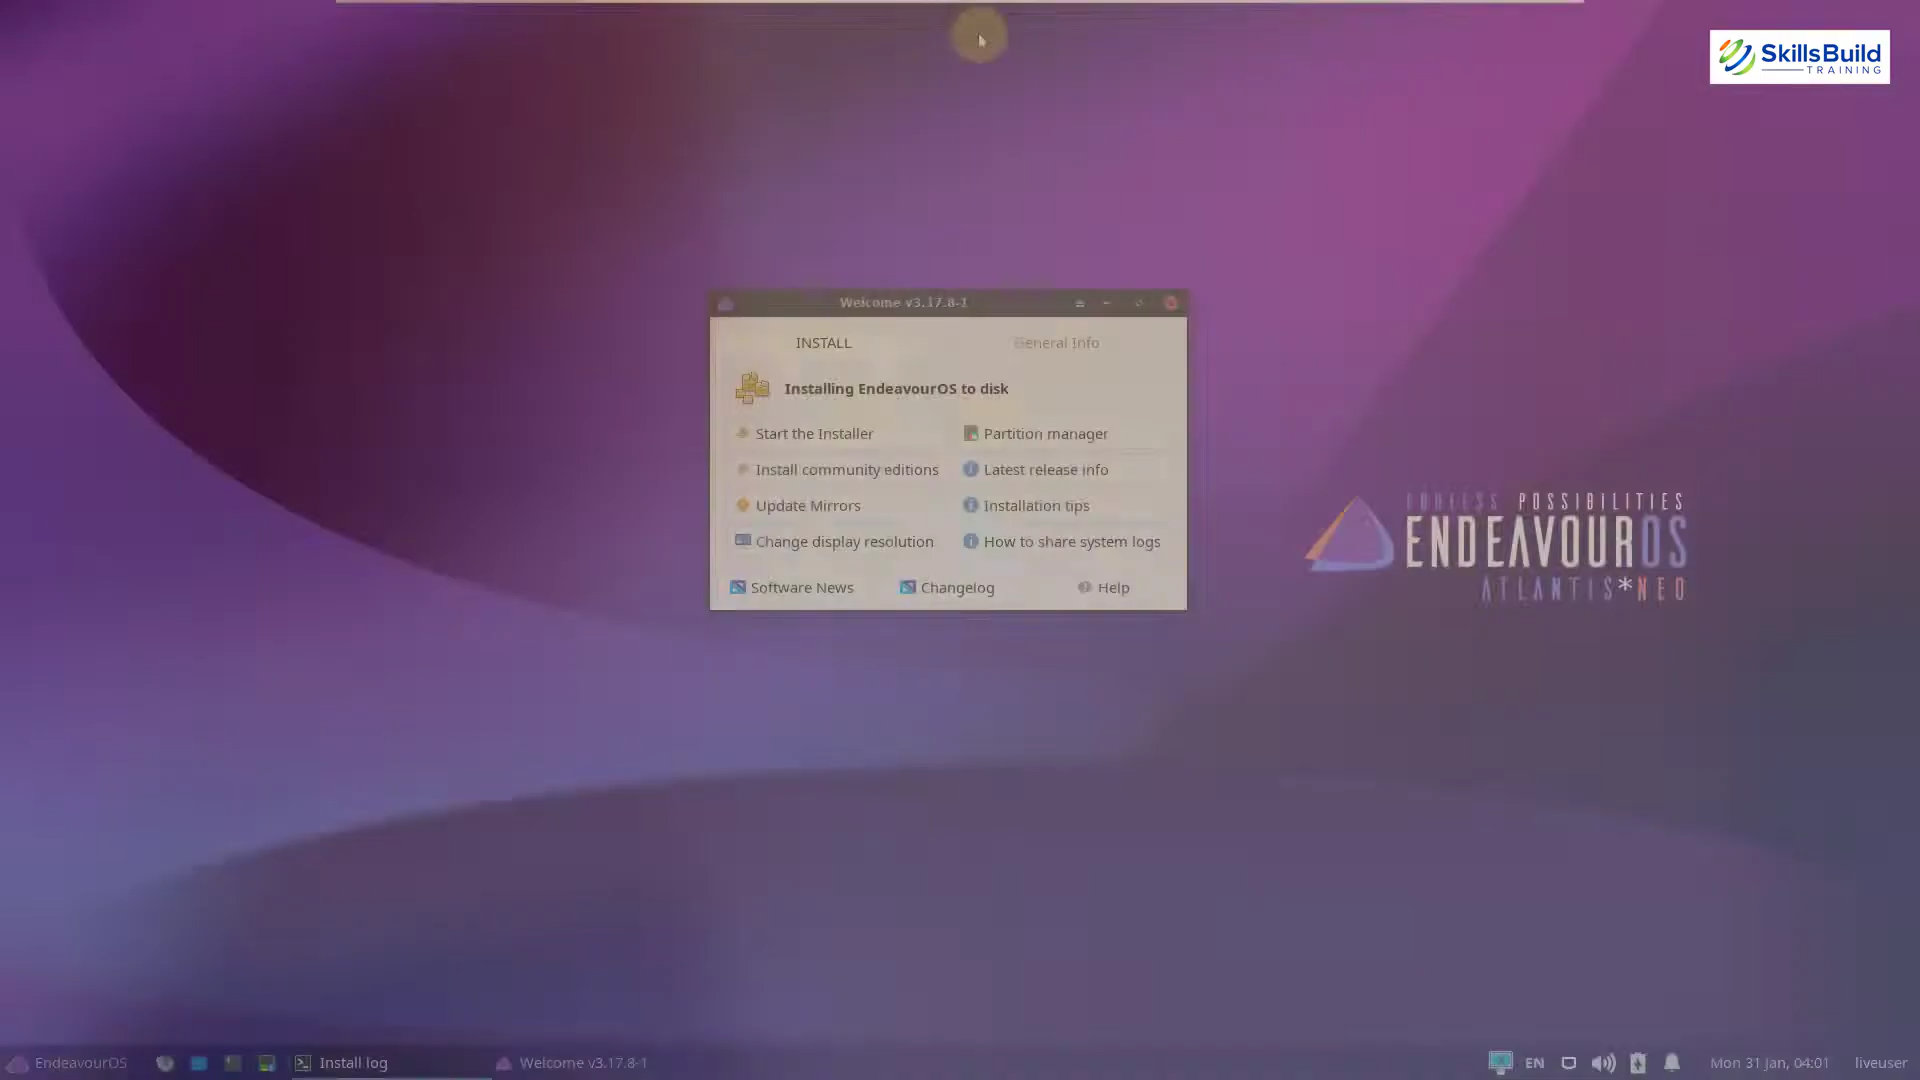 SkillsBuild
TRAINING
Welcome v3.17.8-1
INSTALL
General Info
Installing EndeavourOS to disk
Start the Installer
Partition manager
Install community editions
Latest release info
Update Mirrors
Installation tips
Change display resolution
How to share system logs
Software News
Changelog
Help
ENDLESS POSSIBILITIES
ENDEAVOUROS
ATLANTIS*NEO
EndeavourOS
Install log
Welcome v3.17.8-1
EN
Mon 31 Jan, 04:01
liveuser